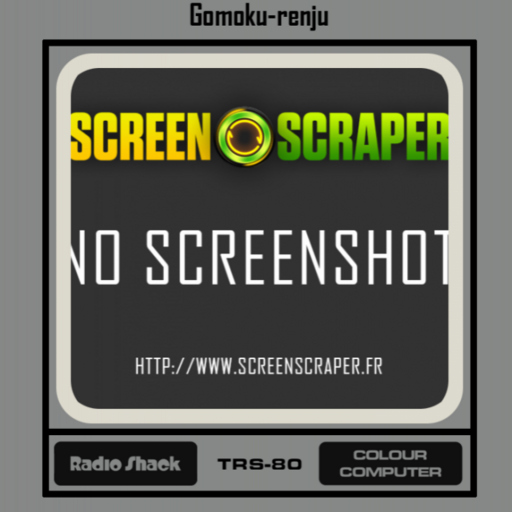 Gomoku-renju
SCREEN SCRAPER
NO SCREENSHOT
HTTP://WWW.SCREENSCRAPER.FR
Radio Shack
TRS-80
COLOUR
COMPUTER